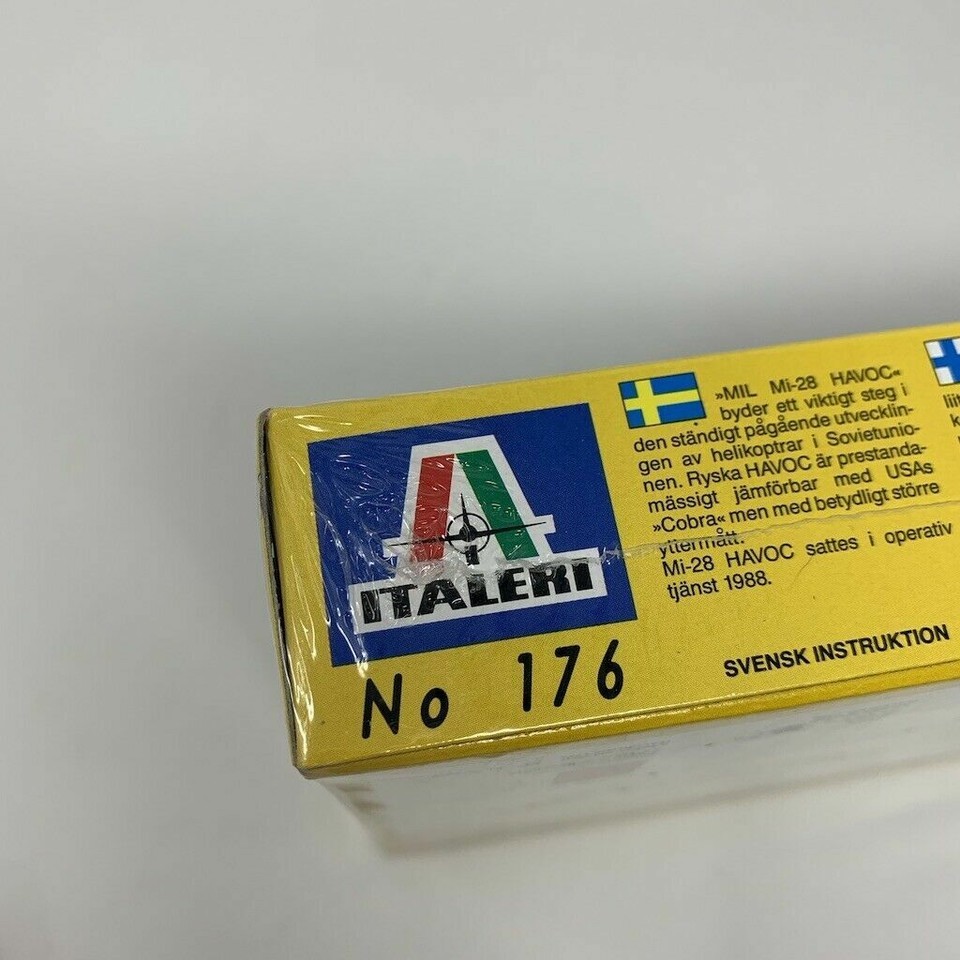 ITALERI
No 176
»MIL Mi-28 HAVOC«
byder ett viktigt steg i
den ständigt pågående utvecklin-
gen av helikoptrar i Sovietunio-
nen. Ryska HAVOC är prestanda-
mässigt jämförbar med USAs
»Cobra« men med betydligt större
yttermått.
Mi-28 HAVOC sattes i operativ
tjänst 1988.
SVENSK INSTRUKTION